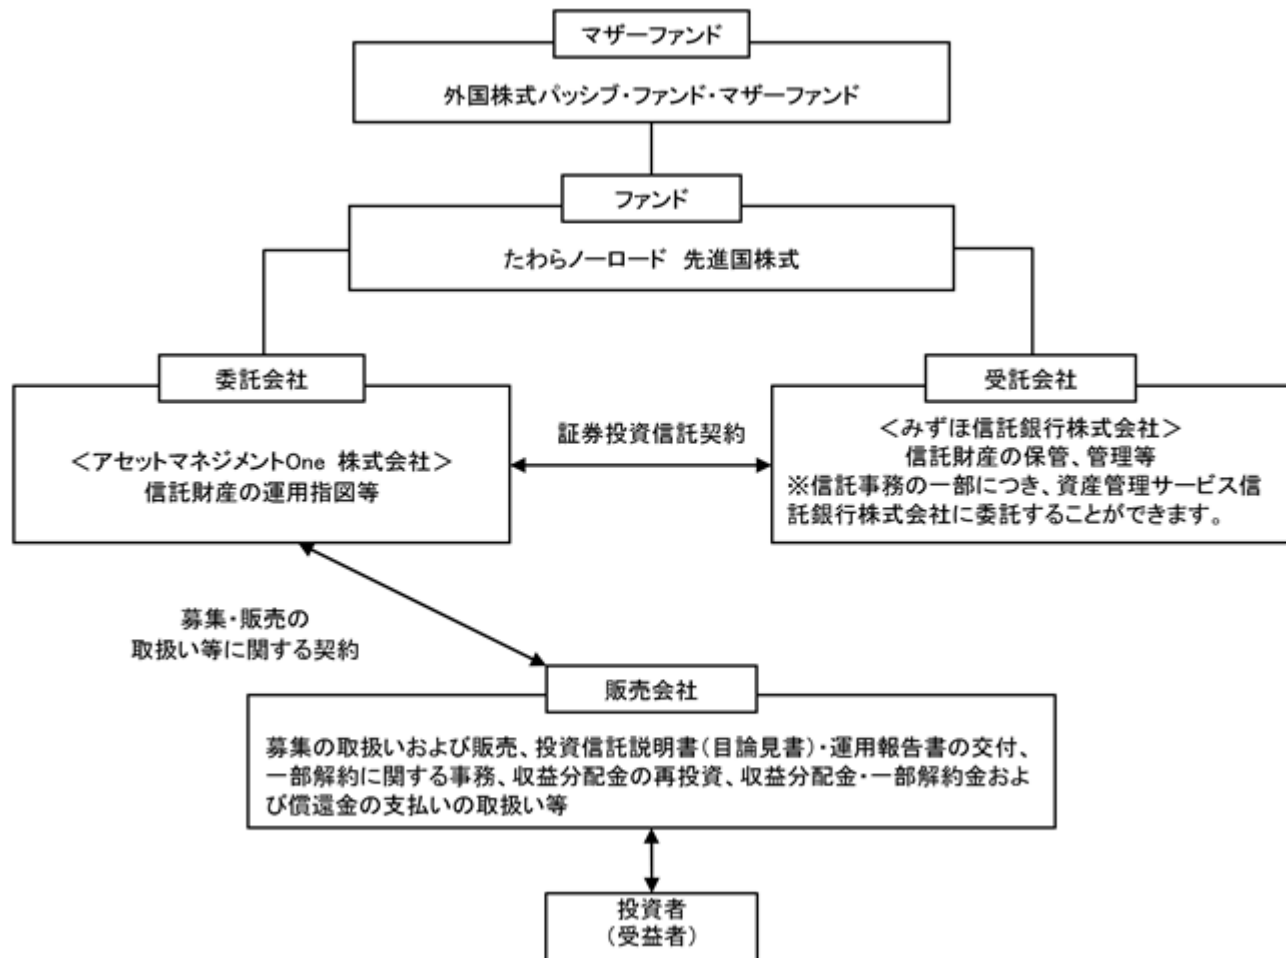 マザーファンド
外国株式パッシブ・ファンド・マザーファンド
ファンド
たわらノーロード　先進国株式
委託会社
＜アセットマネジメントOne 株式会社＞
信託財産の運用指図等
証券投資信託契約
受託会社
＜みずほ信託銀行株式会社＞
信託財産の保管、管理等
※信託事務の一部につき、資産管理サービス信
託銀行株式会社に委託することができます。
募集・販売の
取扱い等に関する契約
販売会社
募集の取扱いおよび販売、投資信託説明書（目論見書）・運用報告書の交付、
一部解約に関する事務、収益分配金の再投資、収益分配金・一部解約金およ
び償還金の支払いの取扱い等
投資者
（受益者）